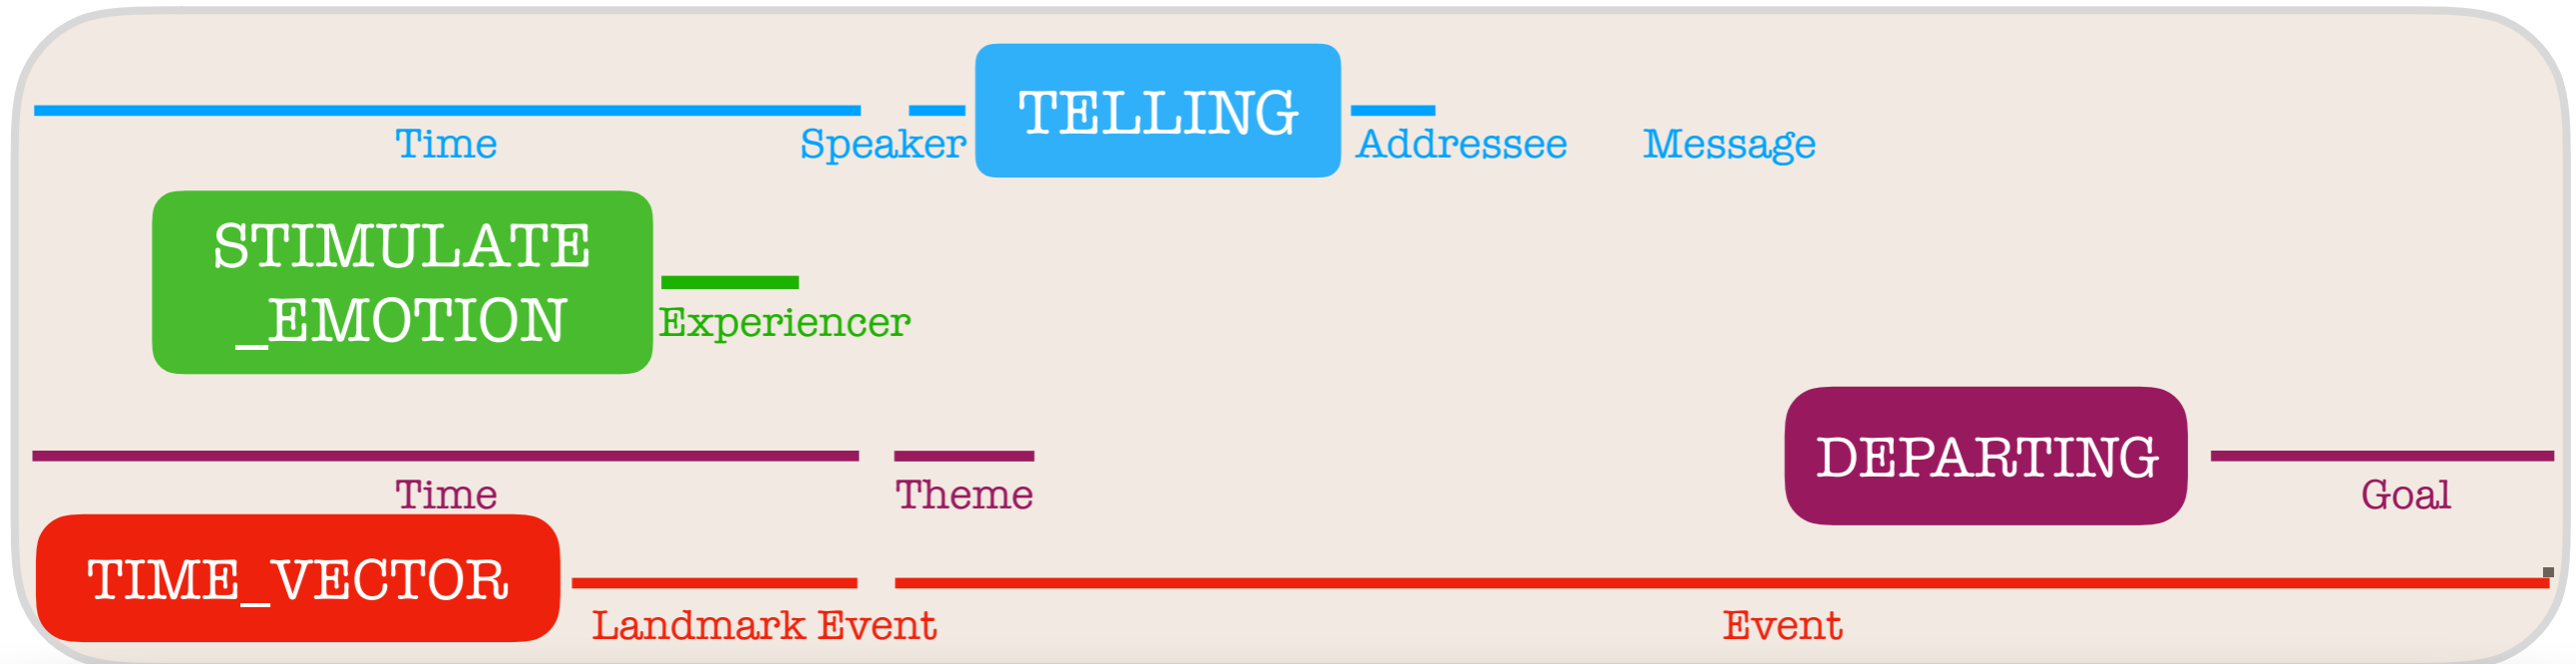 TELLING
Time Speaker Addressee Message
STIMULATE
_EMOTION
Experiencer
DEPARTING
Time Theme Goal
TIME_VECTOR
Landmark Event Event